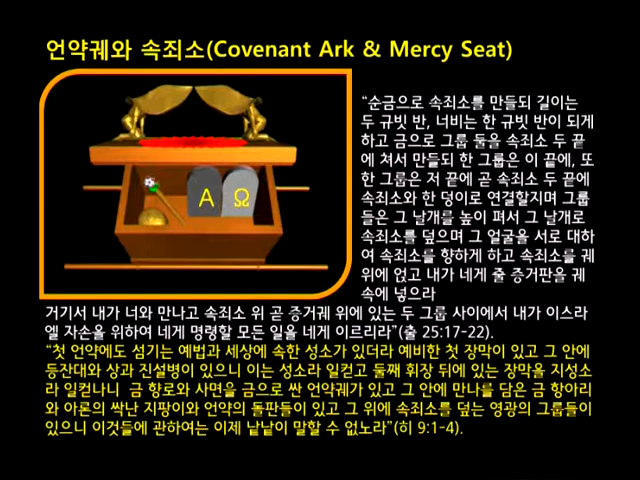 언약궤와 속죄소(Covenant Ark & Mercy Seat)
Α Ω
“순금으로 속죄소를 만들되 길이는
두 규빗 반, 너비는 한 규빗 반이 되게
하고 금으로 그룹 둘을 속죄소 두 끝
에 쳐서 만들되 한 그룹은 이 끝에, 또
한 그룹은 저 끝에 곧 속죄소 두 끝에
속죄소와 한 덩이로 연결할지며 그룹
들은 그 날개를 높이 펴서 그 날개로
속죄소를 덮으며 그 얼굴을 서로 대하
여 속죄소를 향하게 하고 속죄소를 궤
위에 얹고 내가 네게 줄 증거판을 궤
속에 넣으라
거기서 내가 너와 만나고 속죄소 위 곧 증거궤 위에 있는 두 그룹 사이에서 내가 이스라
엘 자손을 위하여 네게 명령할 모든 일을 네게 이르리라”(출 25:17-22).
“첫 언약에도 섬기는 예법과 세상에 속한 성소가 있더라 예비한 첫 장막이 있고 그 안에
등잔대와 상과 진설병이 있으니 이는 성소라 일컫고 둘째 휘장 뒤에 있는 장막을 지성소
라 일컫나니 금 향로와 사면을 금으로 싼 언약궤가 있고 그 안에 만나를 담은 금 항아리
와 아론의 싹난 지팡이와 언약의 돌판들이 있고 그 위에 속죄소를 덮는 영광의 그룹들이
있으니 이것들에 관하여는 이제 낱낱이 말할 수 없노라”(히 9:1-4).